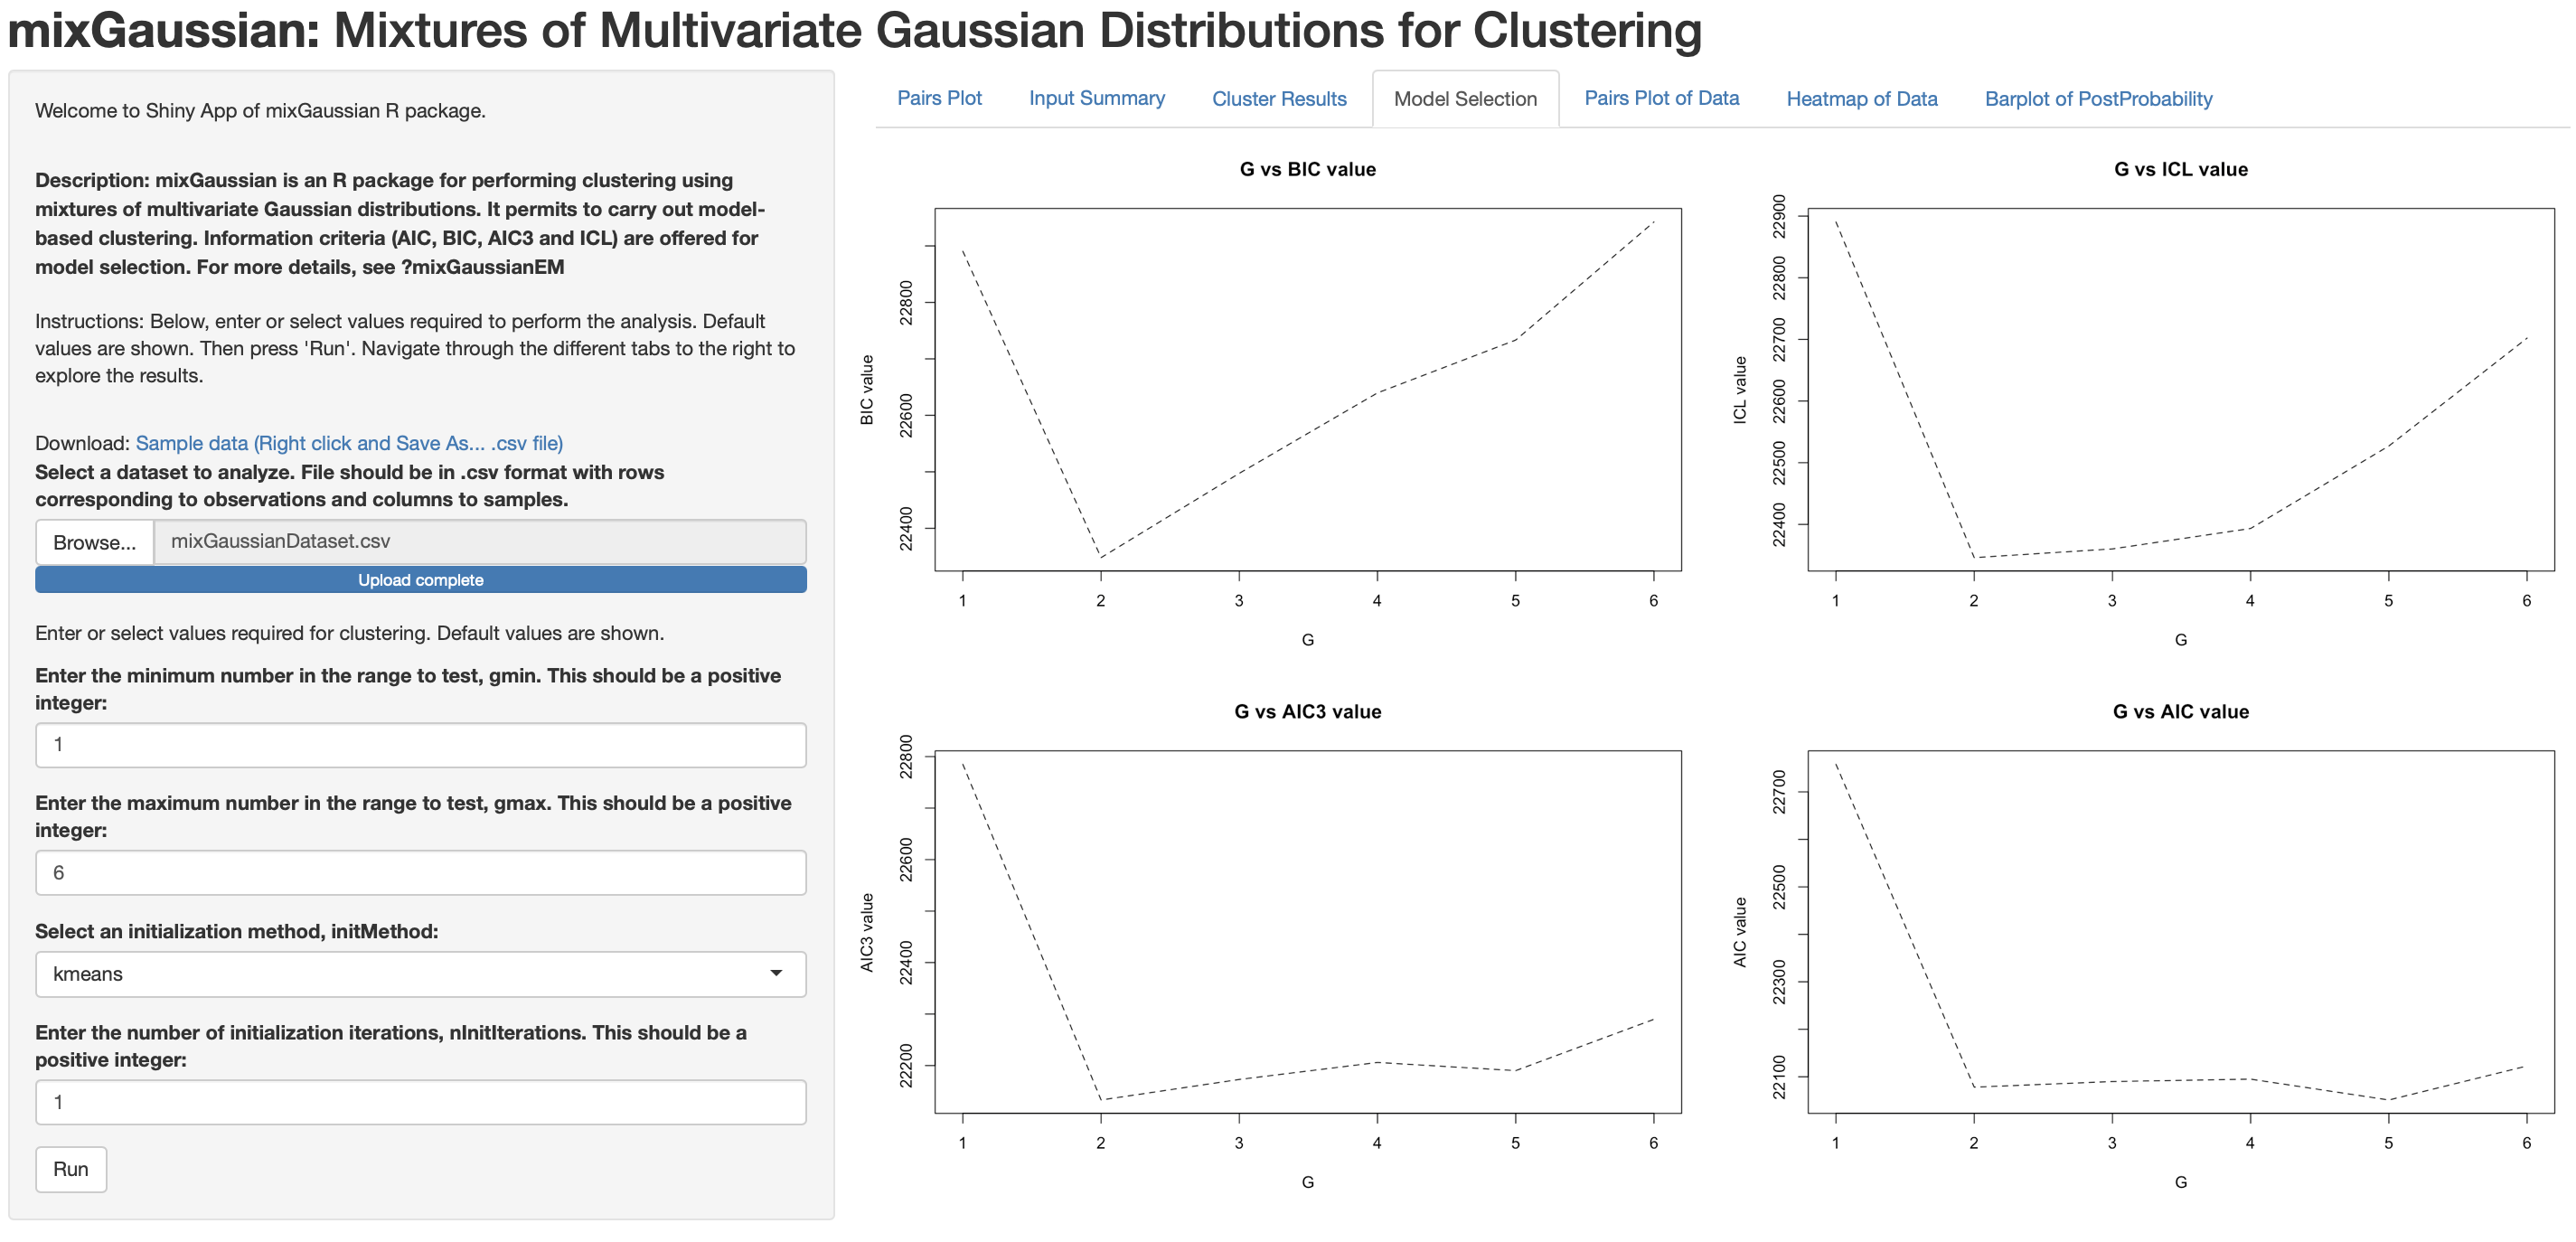 mixGaussian: Mixtures of Multivariate Gaussian Distributions for Clustering
Welcome to Shiny App of mixGaussian R package.
Description: mixGaussian is an R package for performing clustering using
mixtures of multivariate Gaussian distributions. It permits to carry out model-
based clustering. Information criteria (AIC, BIC, AIC3 and ICL) are offered for
model selection. For more details, see ?mixGaussianEM
Instructions: Below, enter or select values required to perform the analysis. Default
values are shown. Then press 'Run'. Navigate through the different tabs to the right to
explore the results.
Download: Sample data (Right click and Save As... .csv file)
Select a dataset to analyze. File should be in .csv format with rows
corresponding to observations and columns to samples.
Browse... mixGaussianDataset.csv
Upload complete
Enter or select values required for clustering. Default values are shown.
Enter the minimum number in the range to test, gmin. This should be a positive
integer:
1
Enter the maximum number in the range to test, gmax. This should be a positive
integer:
6
Select an initialization method, initMethod:
kmeans
Enter the number of initialization iterations, nInitIterations. This should be a
positive integer:
1
Run
Pairs Plot Input Summary Cluster Results Model Selection Pairs Plot of Data Heatmap of Data Barplot of PostProbability
G vs BIC value
BIC value
22400 22600 22800
1 2 3 4 5 6
G
G vs ICL value
ICL value
22400 22500 22600 22700 22800 22900
1 2 3 4 5 6
G
G vs AIC3 value
AIC3 value
22200 22400 22600 22800
1 2 3 4 5 6
G
G vs AIC value
AIC value
22100 22300 22500 22700
1 2 3 4 5 6
G